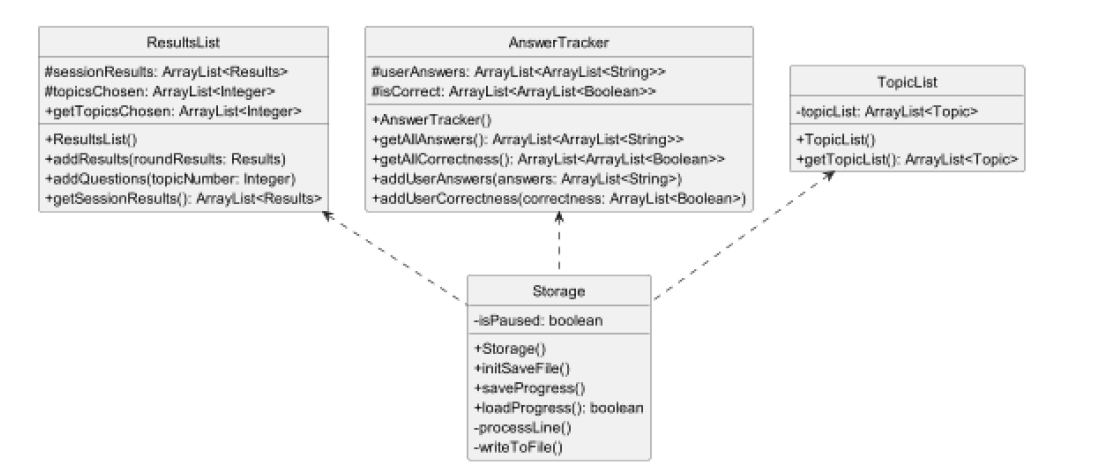 ResultsList
#sessionResults: ArrayList<Results>
#topicsChosen: ArrayList<Integer>
+getTopicsChosen: ArrayList<Integer>
+ResultsList()
+addResults(roundResults: Results)
+addQuestions(topicNumber: Integer)
+getSessionResults(): ArrayList<Results>
AnswerTracker
#userAnswers: ArrayList<ArrayList<String>>
#isCorrect: ArrayList<ArrayList<Boolean>>
+AnswerTracker()
+getAllAnswers(): ArrayList<ArrayList<String>>
+getAllCorrectness(): ArrayList<ArrayList<Boolean>>
+addUserAnswers(answers: ArrayList<String>)
+addUserCorrectness(correctness: ArrayList<Boolean>)
TopicList
-topicList: ArrayList<Topic>
+TopicList()
+getTopicList(): ArrayList<Topic>
Storage
-isPaused: boolean
+Storage()
+initSaveFile()
+saveProgress()
+loadProgress(): boolean
-processLine()
-writeToFile()